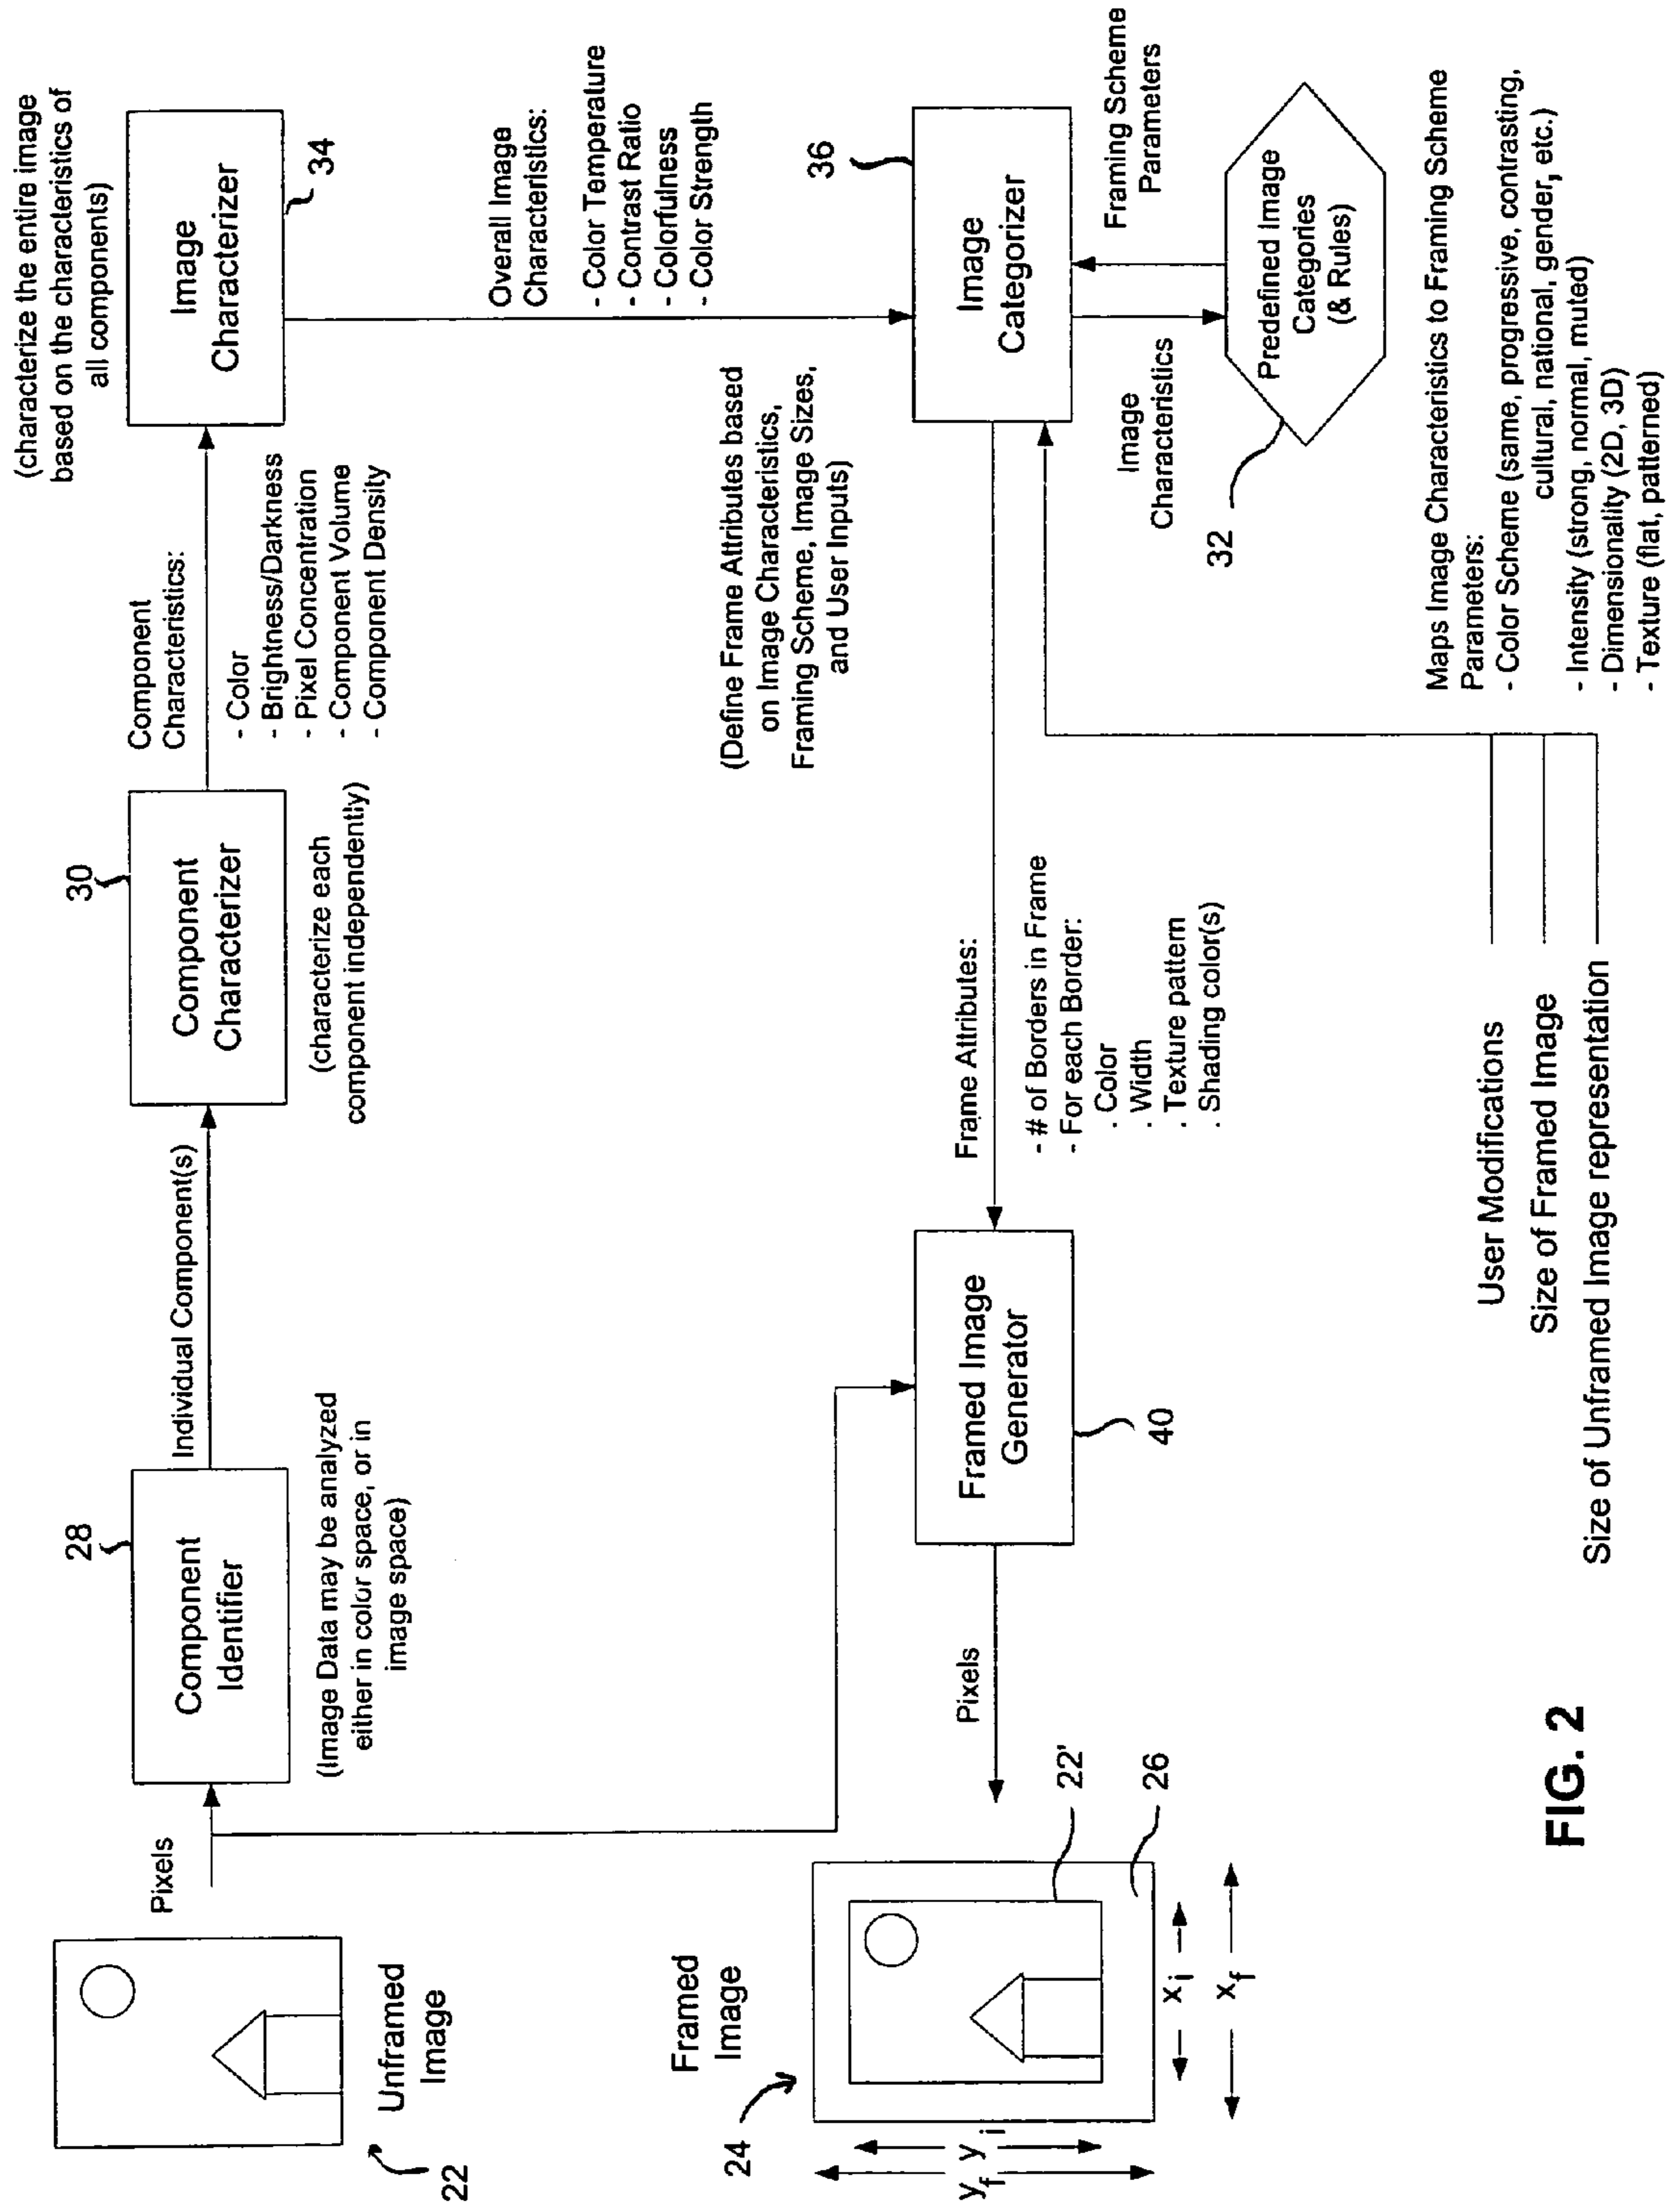 (characterize the entire image
based on the characteristics of
all components)
Pixels
28
Component
Identifier
(Image Data may be analyzed
either in color space, or in
image space)
Individual Component(s)
30
Component
Characterizer
(characterize each
component independently)
Component
Characteristics:
- Color
- Brightness/Darkness
- Pixel Concentration
- Component Volume
- Component Density
Image
Characterizer
34
Unframed
Image
22
Overall Image
Characteristics:
- Color Temperature
- Contrast Ratio
- Colorfulness
- Color Strength
(Define Frame Attributes based
on Image Characteristics,
Framing Scheme, Image Sizes,
and User Inputs)
36
Image
Categorizer
Framed
Image
24
22'
26
y f
y i
x i
x f
Pixels
Framed Image
Generator
40
Frame Attributes:
- # of Borders in Frame
- For each Border:
. Color
. Width
. Texture pattern
. Shading color(s)
Image
Characteristics
Framing Scheme
Parameters
32
Predefined Image
Categories
(& Rules)
Maps Image Characteristics to Framing Scheme
Parameters:
- Color Scheme (same, progressive, contrasting,
cultural, national, gender, etc.)
- Intensity (strong, normal, muted)
- Dimensionality (2D, 3D)
- Texture (flat, patterned)
User Modifications
Size of Framed Image
Size of Unframed Image representation
FIG. 2